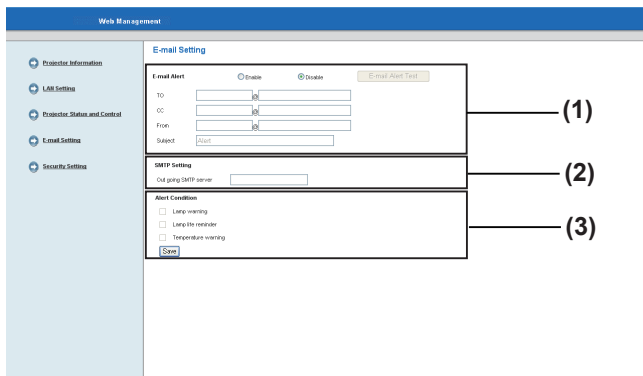 Web Management
E-mail Setting
Projector Information
LAN Setting
Projector Status and Control
E-mail Setting
Security Setting
E-mail Alert Enable Disable E-mail Alert Test
TO @
CC @
From @
Subject Alert
(1)
SMTP Setting
Out going SMTP server
(2)
Alert Condition
Lamp warning
Lamp life reminder
Temperature warning
Save
(3)